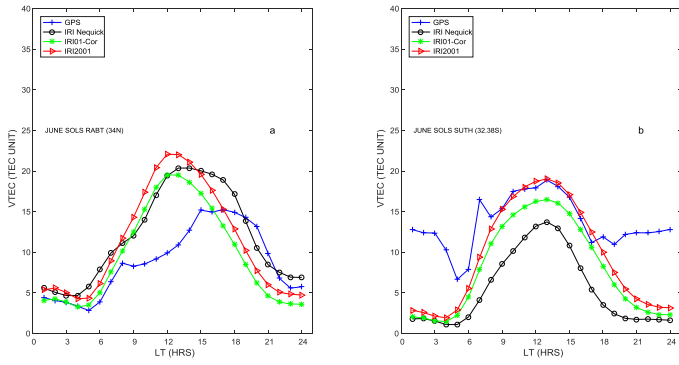 40
35
30
25
20
15
10
5
0
VTEC (TEC UNIT)
GPS
IRI Nequick
IRI01-Cor
IRI2001
JUNE SOLS RABT (34N)
a
0 3 6 9 12 15 18 21 24
LT (HRS)
40
35
30
25
20
15
10
5
0
VTEC (TEC UNIT)
GPS
IRI Nequick
IRI01-Cor
IRI2001
JUNE SOLS SUTH (32.38S)
b
0 3 6 9 12 15 18 21 24
LT (HRS)